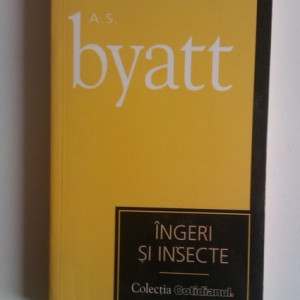 A.S.
byatt
ÎNGERI
ȘI INSECTE
Colecția Cotidianul